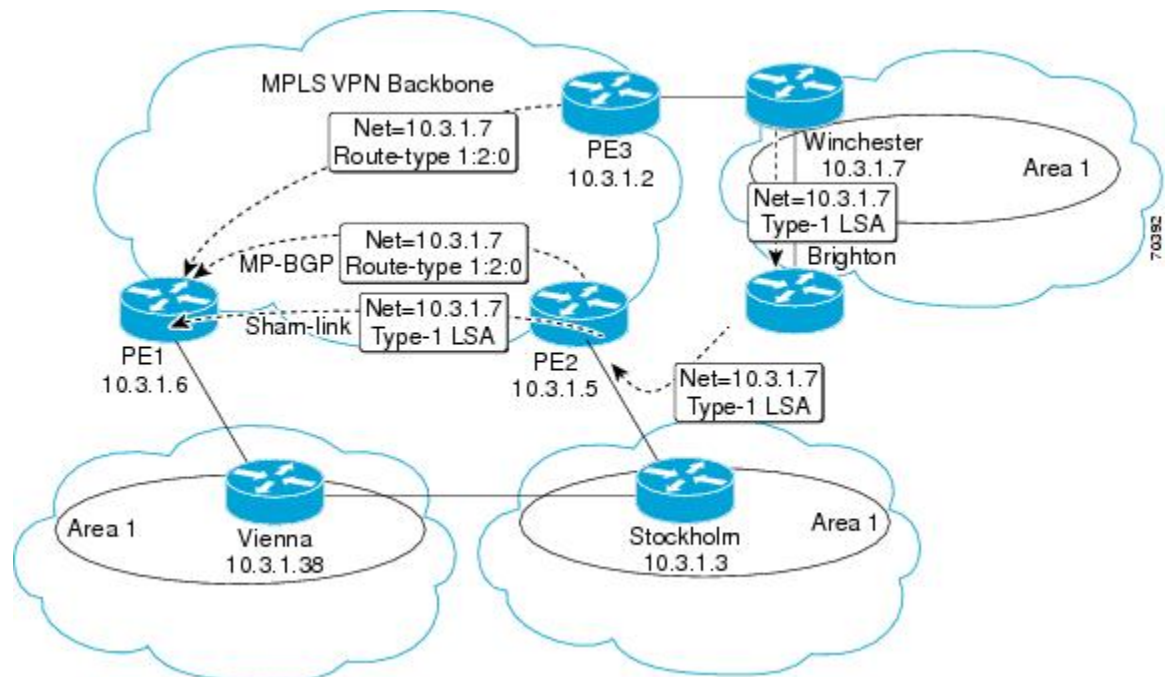 MPLS VPN Backbone
Net=10.3.1.7
Route-type 1:2:0
PE3
10.3.1.2
Winchester
10.3.1.7
Area 1
Net=10.3.1.7
Type-1 LSA
Brighton
70392
Net=10.3.1.7
Route-type 1:2:0
MP-BGP
Net=10.3.1.7
Type-1 LSA
Sham-link
PE1
10.3.1.6
PE2
10.3.1.5
Net=10.3.1.7
Type-1 LSA
Area 1
Vienna
10.3.1.38
Stockholm
10.3.1.3
Area 1